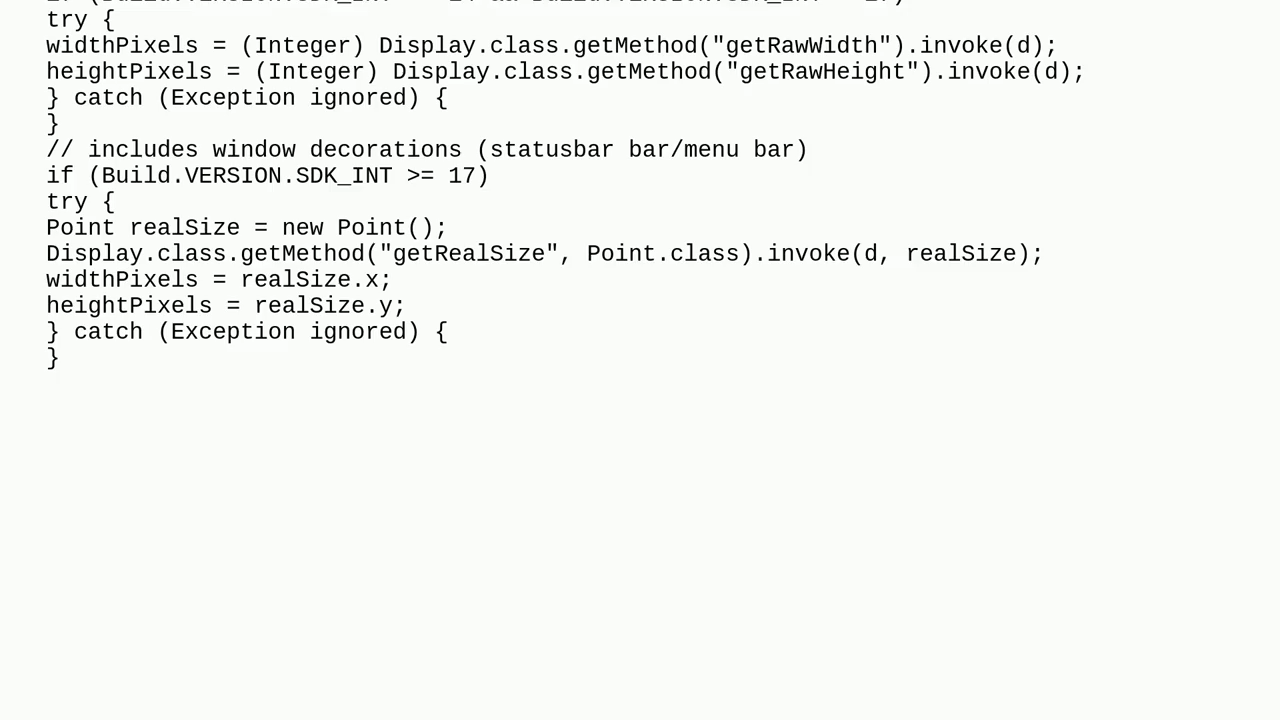 try {
widthPixels = (Integer) Display.class.getMethod("getRawWidth").invoke(d);
heightPixels = (Integer) Display.class.getMethod("getRawHeight").invoke(d);
} catch (Exception ignored) {
}
// includes window decorations (statusbar bar/menu bar)
if (Build.VERSION.SDK_INT >= 17)
try {
Point realSize = new Point();
Display.class.getMethod("getRealSize", Point.class).invoke(d, realSize);
widthPixels = realSize.x;
heightPixels = realSize.y;
} catch (Exception ignored) {
}